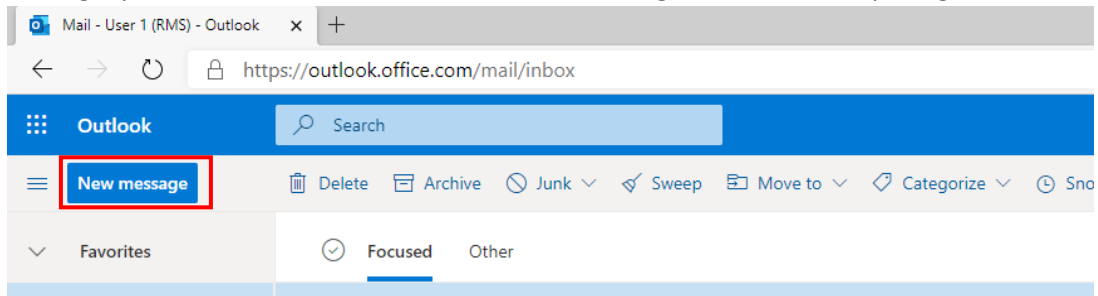 Mail - User 1 (RMS) - Outlook
https://outlook.office.com/mail/inbox
Outlook Search
New message Delete Archive Junk Sweep Move to Categorize Sno
Favorites Focused Other